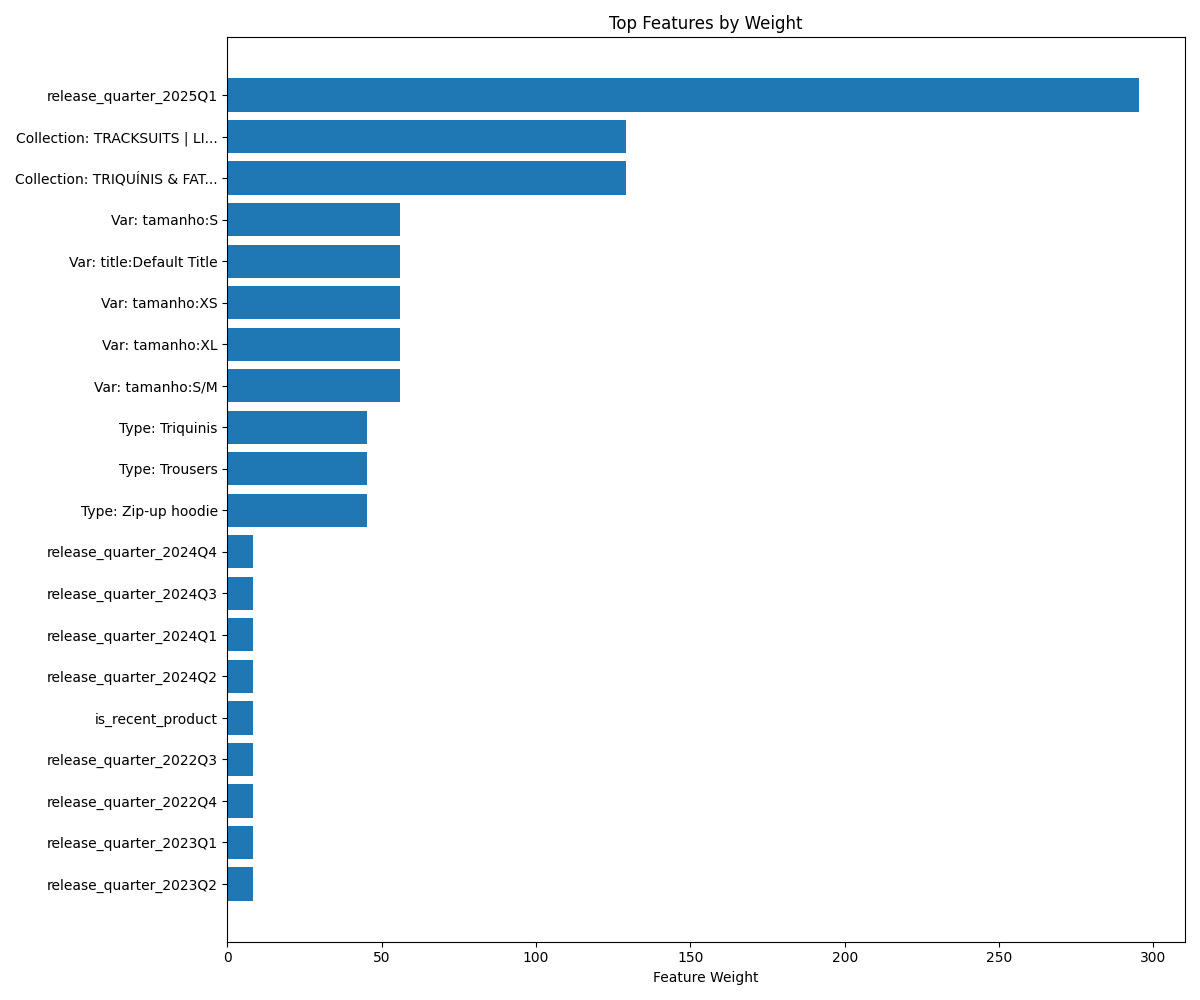 Top Features by Weight
release_quarter_2025Q1
Collection: TRACKSUITS | LI...
Collection: TRIQUÍNIS & FAT...
Var: tamanho:S
Var: title:Default Title
Var: tamanho:XS
Var: tamanho:XL
Var: tamanho:S/M
Type: Triquinis
Type: Trousers
Type: Zip-up hoodie
release_quarter_2024Q4
release_quarter_2024Q3
release_quarter_2024Q1
release_quarter_2024Q2
is_recent_product
release_quarter_2022Q3
release_quarter_2022Q4
release_quarter_2023Q1
release_quarter_2023Q2
0 50 100 150 200 250 300
Feature Weight